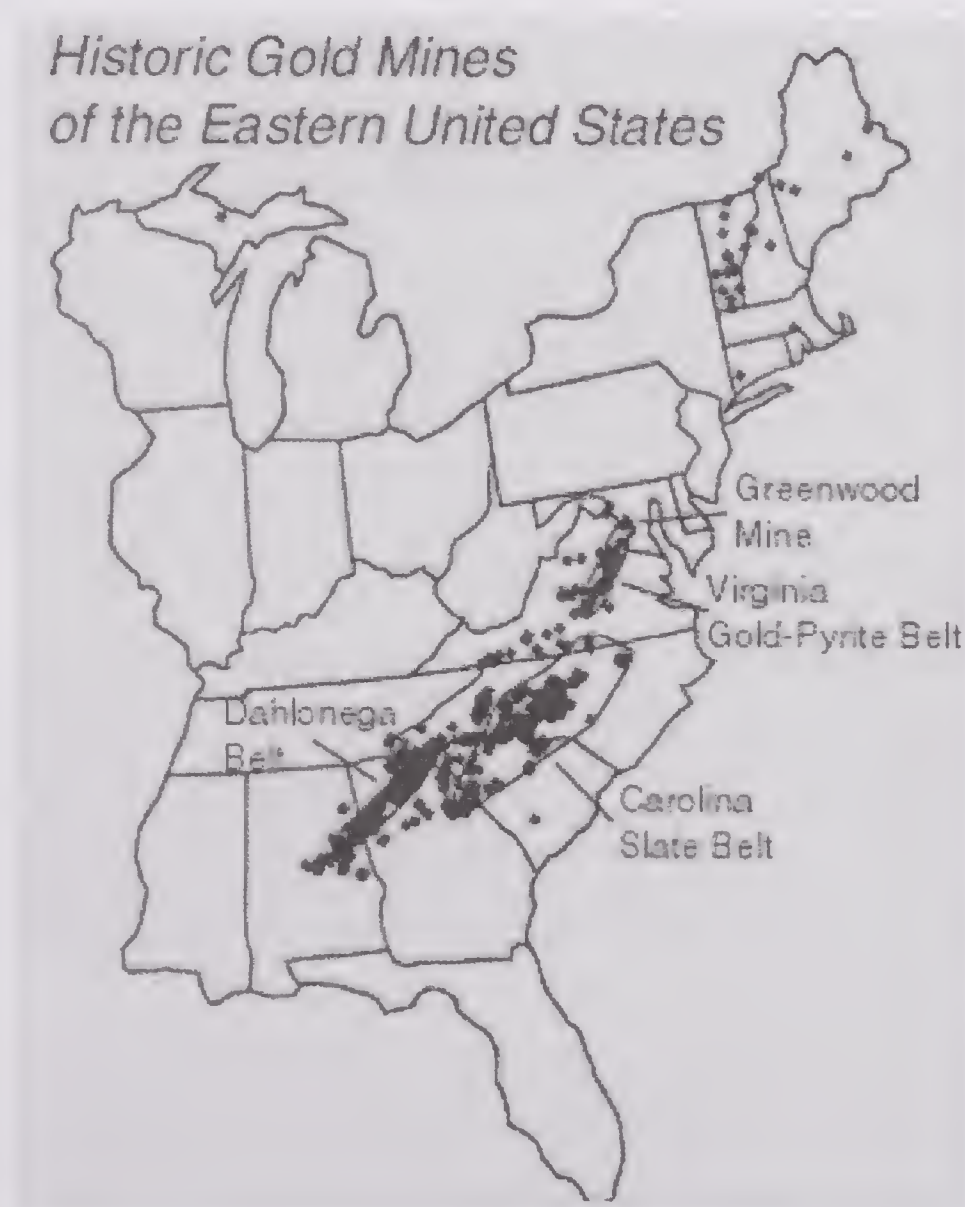 Historic Gold Mines
of the Eastern United States
Greenwood
Mine
Virginia
Gold-Pyrite Belt
Dahlonega
Belt
Carolina
Slate Belt